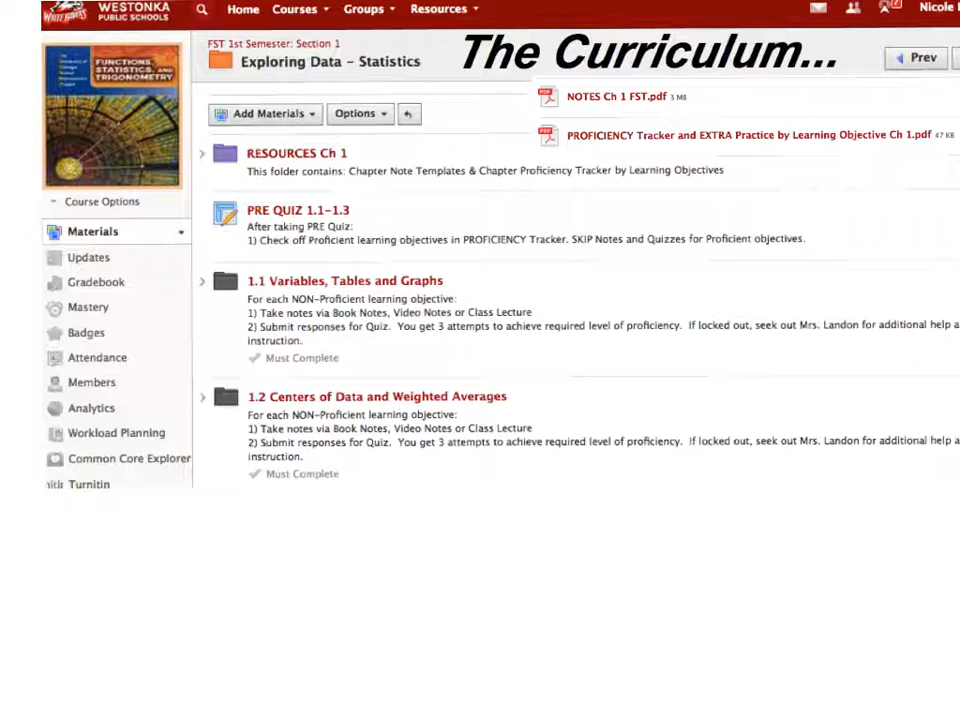 WESTONKA
PUBLIC SCHOOLS
WHITE HAWKS
Home Courses Groups Resources
Nicole
FUNCTIONS,
STATISTICS, AND
TRIGONOMETRY
FST 1st Semester: Section 1
Exploring Data – Statistics
The Curriculum...
Prev
Add Materials
Options
NOTES Ch 1 FST.pdf 3 MB
PROFICIENCY Tracker and EXTRA Practice by Learning Objective Ch 1.pdf 47 KB
RESOURCES Ch 1
This folder contains: Chapter Note Templates & Chapter Proficiency Tracker by Learning Objectives
PRE QUIZ 1.1–1.3
After taking PRE Quiz:
1) Check off Proficient learning objectives in PROFICIENCY Tracker. SKIP Notes and Quizzes for Proficient objectives.
1.1 Variables, Tables and Graphs
For each NON-Proficient learning objective:
1) Take notes via Book Notes, Video Notes or Class Lecture
2) Submit responses for Quiz. You get 3 attempts to achieve required level of proficiency. If locked out, seek out Mrs. Landon for additional help a
instruction.
Must Complete
1.2 Centers of Data and Weighted Averages
For each NON-Proficient learning objective:
1) Take notes via Book Notes, Video Notes or Class Lecture
2) Submit responses for Quiz. You get 3 attempts to achieve required level of proficiency. If locked out, seek out Mrs. Landon for additional help a
instruction.
Must Complete
Course Options
Materials
Updates
Gradebook
Mastery
Badges
Attendance
Members
Analytics
Workload Planning
Common Core Explorer
Turnitin